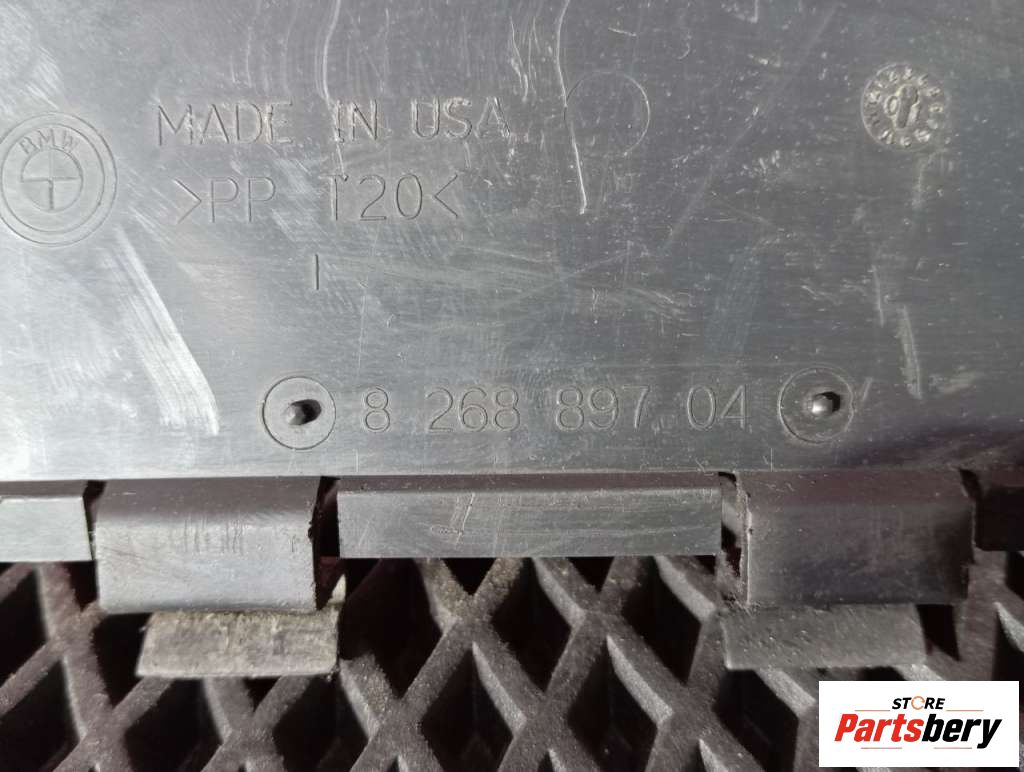 BMW
MADE IN USA
>PP T20<
8 268 897 04
STORE
Partsbery